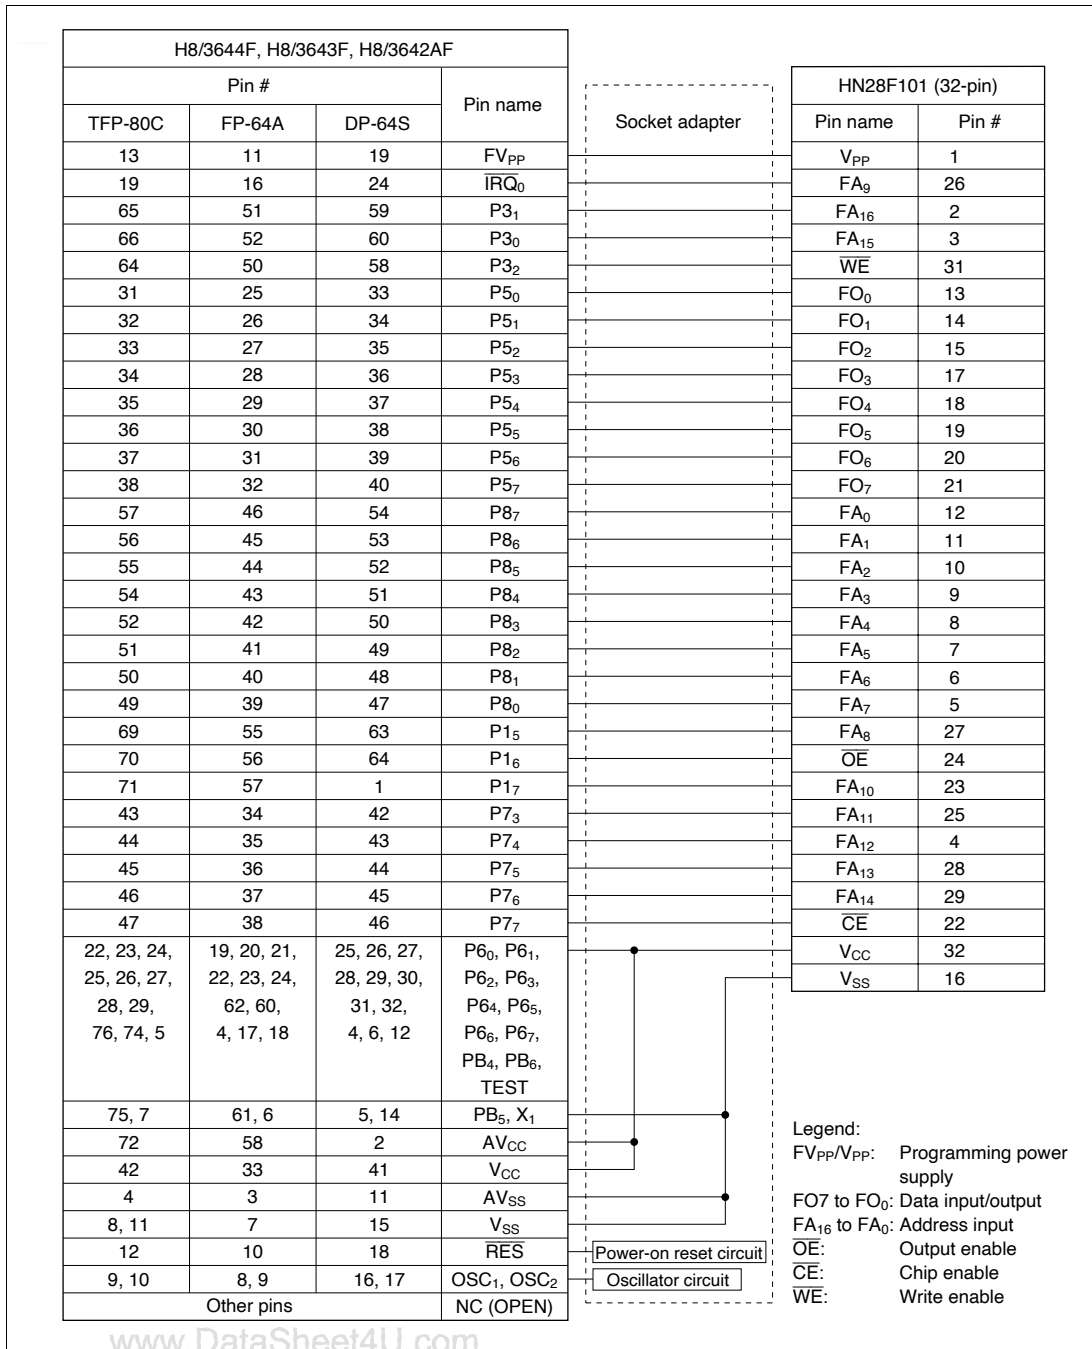 H8/3644F, H8/3643F, H8/3642AF
Pin #
Pin name
TFP-80C FP-64A DP-64S
Socket adapter
HN28F101 (32-pin)
Pin name Pin #
13 11 19 FVPP VPP 1
19 16 24 I̅R̅Q̅0 FA9 26
65 51 59 P31 FA16 2
66 52 60 P30 FA15 3
64 50 58 P32 W̅E̅ 31
31 25 33 P50 FO0 13
32 26 34 P51 FO1 14
33 27 35 P52 FO2 15
34 28 36 P53 FO3 17
35 29 37 P54 FO4 18
36 30 38 P55 FO5 19
37 31 39 P56 FO6 20
38 32 40 P57 FO7 21
57 46 54 P87 FA0 12
56 45 53 P86 FA1 11
55 44 52 P85 FA2 10
54 43 51 P84 FA3 9
52 42 50 P83 FA4 8
51 41 49 P82 FA5 7
50 40 48 P81 FA6 6
49 39 47 P80 FA7 5
69 55 63 P15 FA8 27
70 56 64 P16 O̅E̅ 24
71 57 1 P17 FA10 23
43 34 42 P73 FA11 25
44 35 43 P74 FA12 4
45 36 44 P75 FA13 28
46 37 45 P76 FA14 29
47 38 46 P77 C̅E̅ 22
22, 23, 24, 19, 20, 21, 25, 26, 27, P60, P61, VCC 32
25, 26, 27, 22, 23, 24, 28, 29, 30, P62, P63, VSS 16
28, 29, 62, 60, 31, 32, P64, P65,
76, 74, 5 4, 17, 18 4, 6, 12 P66, P67,
PB4, PB6,
TEST
75, 7 61, 6 5, 14 PB5, X1
72 58 2 AVCC
42 33 41 VCC
4 3 11 AVSS
8, 11 7 15 VSS
12 10 18 R̅E̅S̅ Power-on reset circuit
9, 10 8, 9 16, 17 OSC1, OSC2 Oscillator circuit
Other pins NC (OPEN)
Legend:
FVPP/VPP: Programming power
supply
FO7 to FO0: Data input/output
FA16 to FA0: Address input
O̅E̅: Output enable
C̅E̅: Chip enable
W̅E̅: Write enable
www.DataSheet4U.com